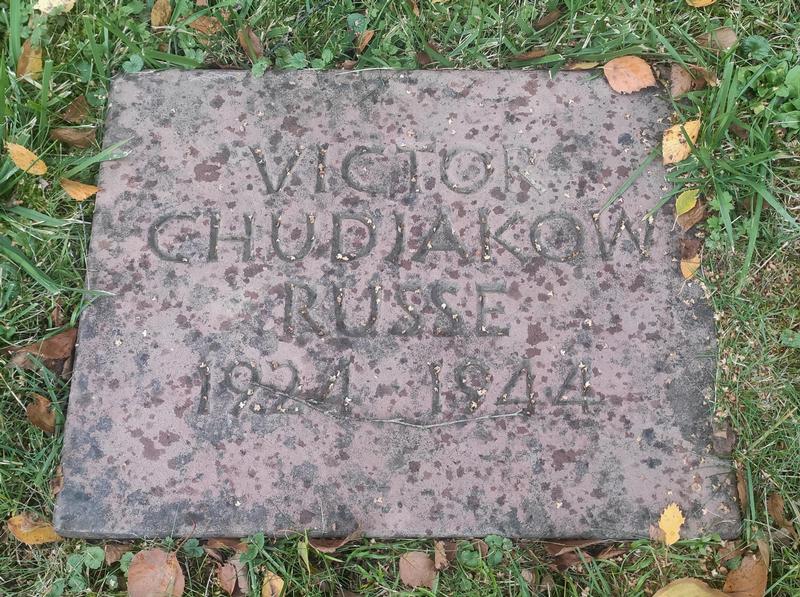 VICTOR
CHUDJAKOW
RUSSE
1924 - 1944